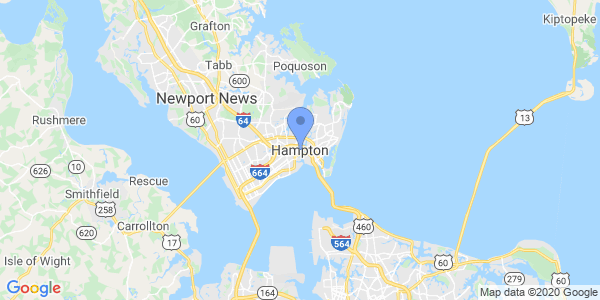 Grafton
Kiptopeke
Tabb
Poquoson
600
Newport News
60
64
13
Rushmere
Hampton
10
664
Rescue
Smithfield
258
460
Carrollton
620
17
564
Isle of Wight
60
60
279
164
Google
Map data ©2020 Google